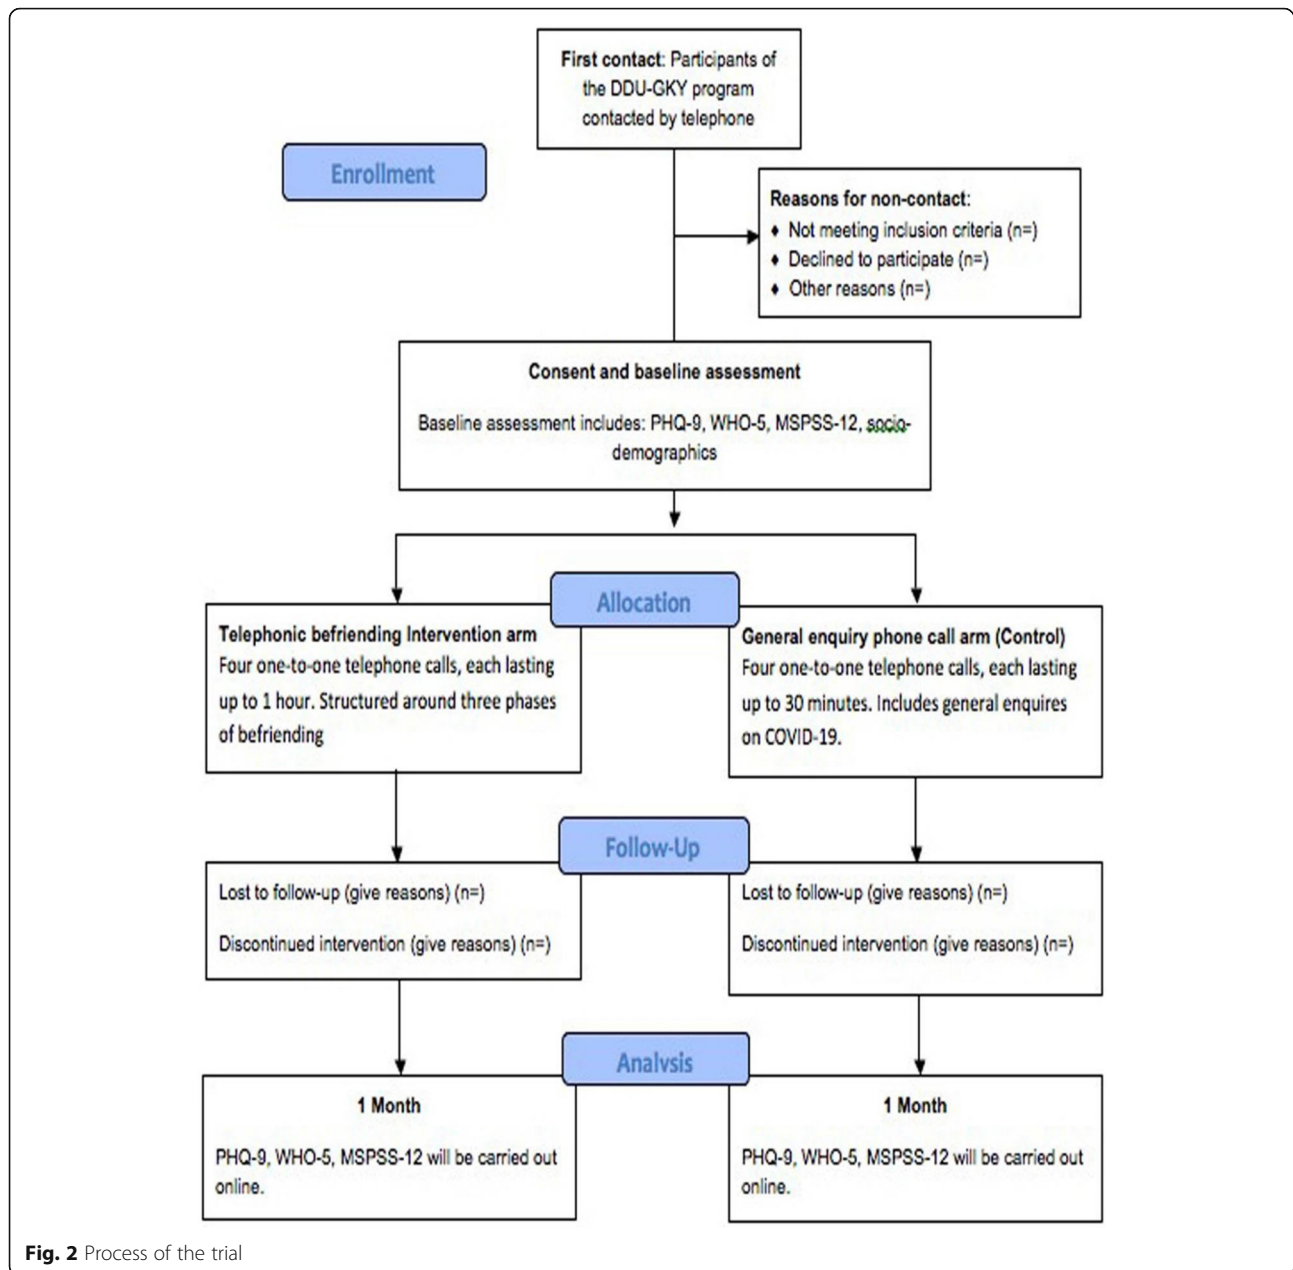 First contact: Participants of
the DDU-GKY program
contacted by telephone
Enrollment
Reasons for non-contact:
♦ Not meeting inclusion criteria (n=)
♦ Declined to participate (n=)
♦ Other reasons (n=)
Consent and baseline assessment
Baseline assessment includes: PHQ-9, WHO-5, MSPSS-12, socio-
demographics
Allocation
Telephonic befriending Intervention arm
Four one-to-one telephone calls, each lasting
up to 1 hour. Structured around three phases
of befriending
General enquiry phone call arm (Control)
Four one-to-one telephone calls, each lasting
up to 30 minutes. Includes general enquires
on COVID-19.
Follow-Up
Lost to follow-up (give reasons) (n=)
Discontinued intervention (give reasons) (n=)
Lost to follow-up (give reasons) (n=)
Discontinued intervention (give reasons) (n=)
Analysis
1 Month
PHQ-9, WHO-5, MSPSS-12 will be carried out
online.
1 Month
PHQ-9, WHO-5, MSPSS-12 will be carried out
online.
Fig. 2 Process of the trial